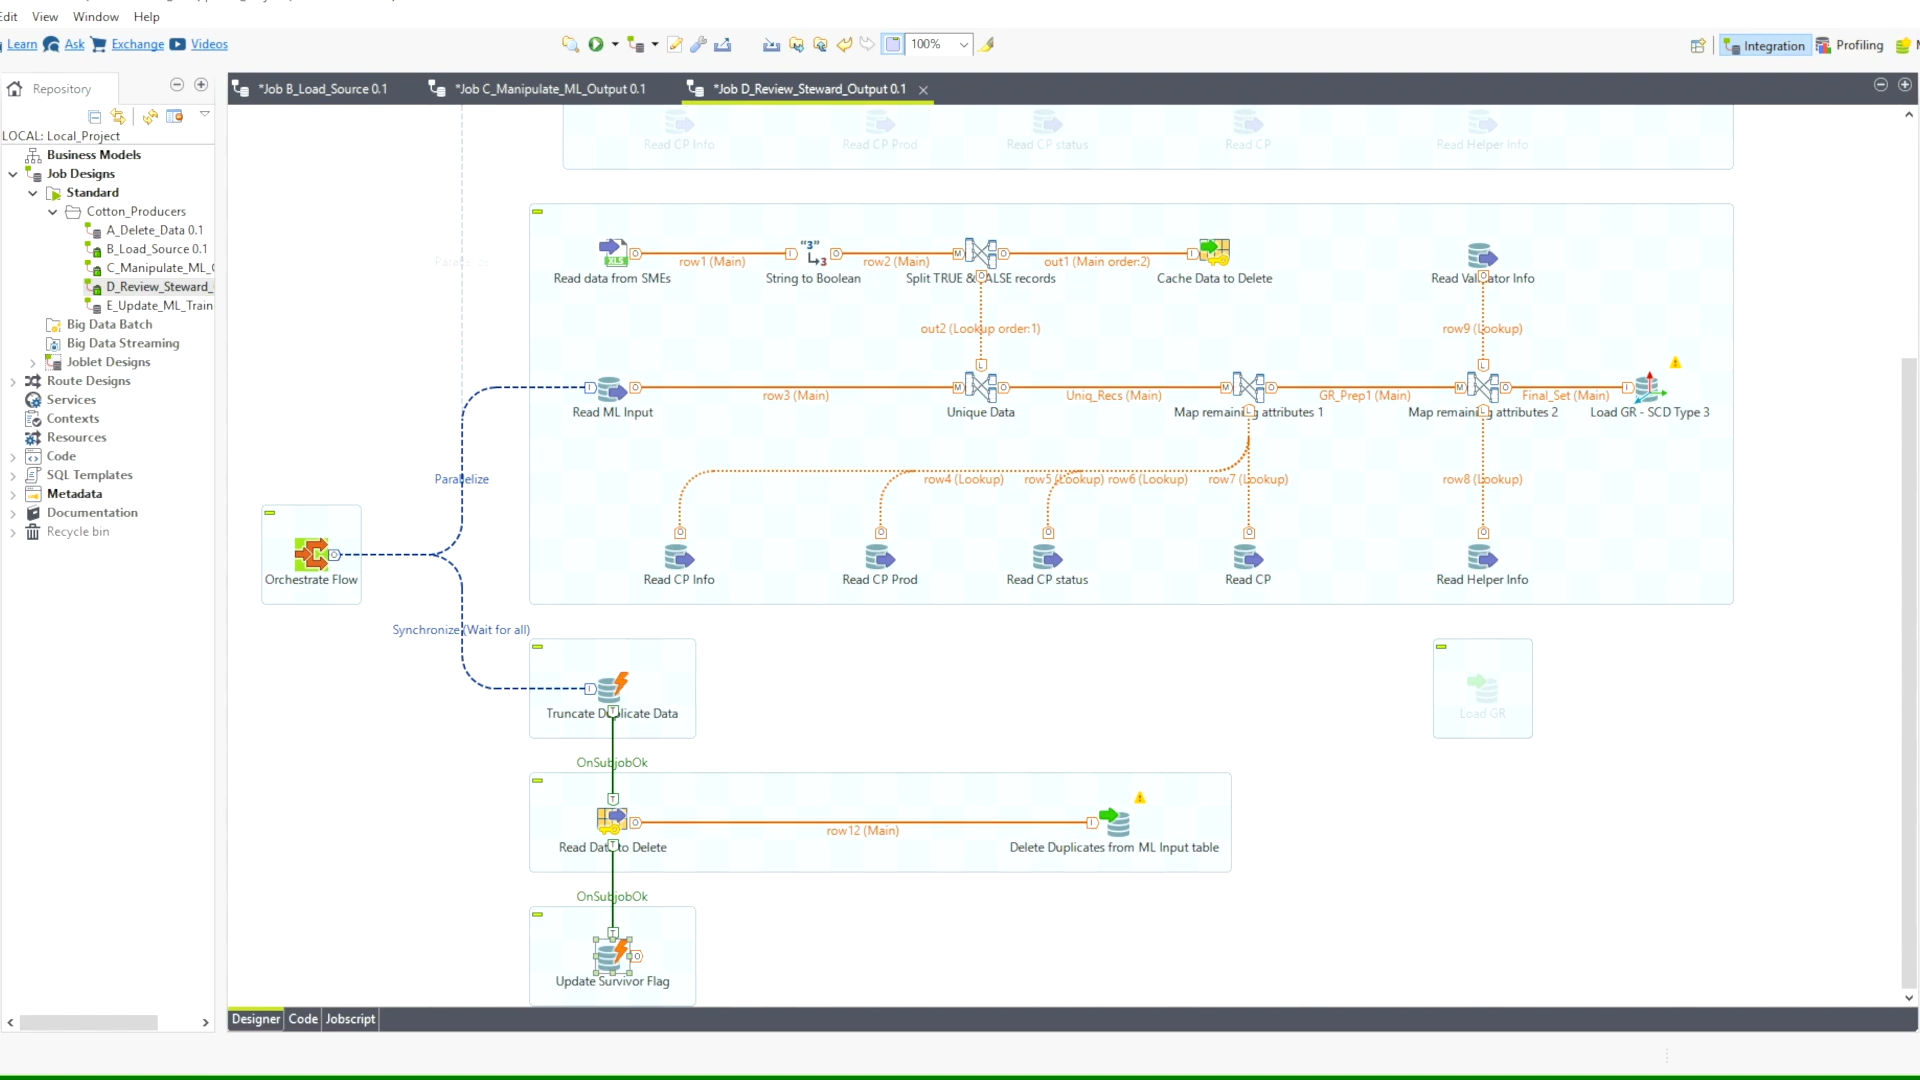 Edit View Window Help
Learn Ask Exchange Videos
100%
Integration Profiling
Repository
*Job B_Load_Source 0.1 *Job C_Manipulate_ML_Output 0.1 *Job D_Review_Steward_Output 0.1
LOCAL: Local_Project
Business Models
Job Designs
Standard
Cotton_Producers
A_Delete_Data 0.1
B_Load_Source 0.1
C_Manipulate_ML_
D_Review_Steward_
E_Update_ML_Train
Big Data Batch
Big Data Streaming
Joblet Designs
Route Designs
Services
Contexts
Resources
Code
SQL Templates
Metadata
Documentation
Recycle bin
Read CP Info Read CP Prod Read CP status Read CP Read Helper Info
Parallelize
row1 (Main) row2 (Main) out1 (Main order:2)
Read data from SMEs String to Boolean Split TRUE & FALSE records Cache Data to Delete Read Validator Info
out2 (Lookup order:1) row9 (Lookup)
row3 (Main) Uniq_Recs (Main) GR_Prep1 (Main) Final_Set (Main)
Read ML Input Unique Data Map remaining attributes 1 Map remaining attributes 2 Load GR - SCD Type 3
Parallelize row4 (Lookup) row5 (Lookup) row6 (Lookup) row7 (Lookup) row8 (Lookup)
Orchestrate Flow Read CP Info Read CP Prod Read CP status Read CP Read Helper Info
Synchronize (Wait for all)
Truncate Duplicate Data Load GR
OnSubjobOk
row12 (Main)
Read Data to Delete Delete Duplicates from ML Input table
OnSubjobOk
Update Survivor Flag
Designer Code Jobscript